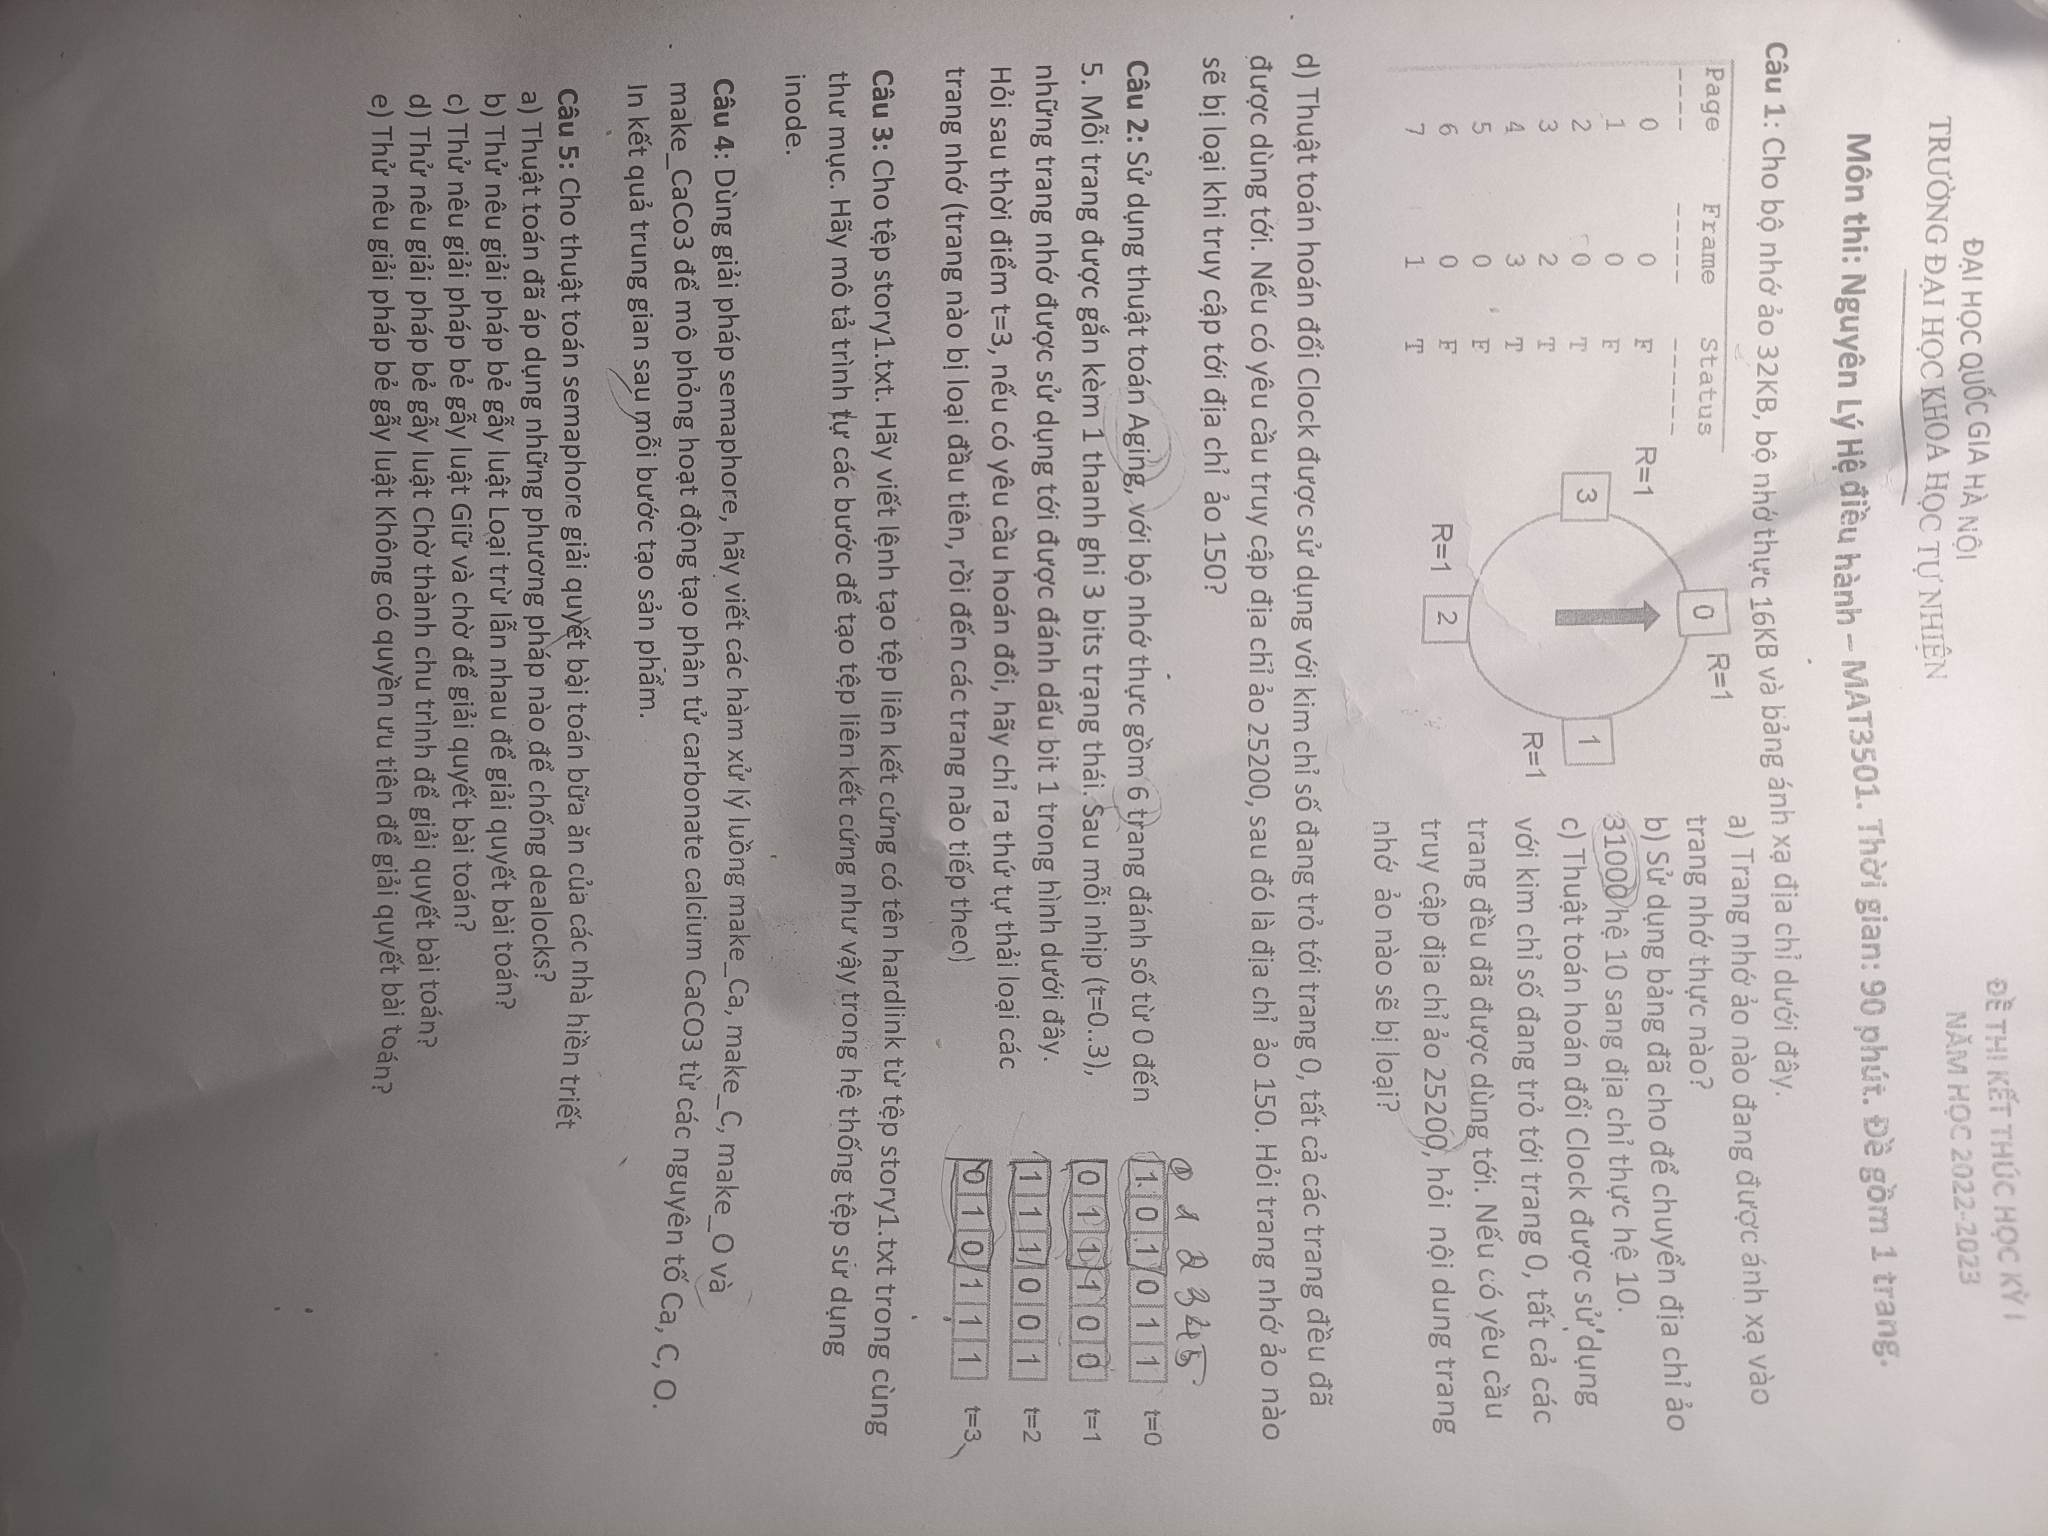 ĐẠI HỌC QUỐC GIA HÀ NỘI
TRƯỜNG ĐẠI HỌC KHOA HỌC TỰ NHIÊN
ĐỀ THI KẾT THÚC HỌC KỲ I
NĂM HỌC 2022-2023
Môn thi: Nguyên Lý Hệ điều hành – MAT3501. Thời gian: 90 phút. Đề gồm 1 trang.
Câu 1: Cho bộ nhớ ảo 32KB, bộ nhớ thực 16KB và bảng ánh xạ địa chỉ dưới đây.
Page Frame Status
---- ----- ------
0 0 F
1 0 F
2 0 T
3 2 T
4 3 T
5 0 F
6 0 F
7 1 T
0 R=1
1 R=1
2 R=1
3 R=1
a) Trang nhớ ảo nào đang được ánh xạ vào
trang nhớ thực nào?
b) Sử dụng bảng đã cho để chuyển địa chỉ ảo
31000 hệ 10 sang địa chỉ thực hệ 10.
c) Thuật toán hoán đổi Clock được sử dụng
với kim chỉ số đang trỏ tới trang 0, tất cả các
trang đều đã được dùng tới. Nếu có yêu cầu
truy cập địa chỉ ảo 25200, hỏi nội dung trang
nhớ ảo nào sẽ bị loại?
d) Thuật toán hoán đổi Clock được sử dụng với kim chỉ số đang trỏ tới trang 0, tất cả các trang đều đã
được dùng tới. Nếu có yêu cầu truy cập địa chỉ ảo 25200, sau đó là địa chỉ ảo 150. Hỏi trang nhớ ảo nào
sẽ bị loại khi truy cập tới địa chỉ ảo 150?
Câu 2: Sử dụng thuật toán Aging, với bộ nhớ thực gồm 6 trang đánh số từ 0 đến
5. Mỗi trang được gắn kèm 1 thanh ghi 3 bits trạng thái. Sau mỗi nhịp (t=0..3),
những trang nhớ được sử dụng tới được đánh dấu bit 1 trong hình dưới đây.
Hỏi sau thời điểm t=3, nếu có yêu cầu hoán đổi, hãy chỉ ra thứ tự thải loại các
trang nhớ (trang nào bị loại đầu tiên, rồi đến các trang nào tiếp theo)
0 1 2 3 4 5
1 0 1 0 1 1 t=0
0 1 1 1 0 0 t=1
1 1 1 0 0 1 t=2
0 1 0 1 1 1 t=3
Câu 3: Cho tệp story1.txt. Hãy viết lệnh tạo tệp liên kết cứng có tên hardlink từ tệp story1.txt trong cùng
thư mục. Hãy mô tả trình tự các bước để tạo tệp liên kết cứng như vậy trong hệ thống tệp sử dụng
inode.
Câu 4: Dùng giải pháp semaphore, hãy viết các hàm xử lý luồng make_Ca, make_C, make_O và
make_CaCo3 để mô phỏng hoạt động tạo phân tử carbonate calcium CaCO3 từ các nguyên tố Ca, C, O.
In kết quả trung gian sau mỗi bước tạo sản phẩm.
Câu 5: Cho thuật toán semaphore giải quyết bài toán bữa ăn của các nhà hiền triết
a) Thuật toán đã áp dụng những phương pháp nào để chống dealocks?
b) Thử nêu giải pháp bẻ gẫy luật Loại trừ lẫn nhau để giải quyết bài toán?
c) Thử nêu giải pháp bẻ gẫy luật Giữ và chờ để giải quyết bài toán?
d) Thử nêu giải pháp bẻ gẫy luật Chờ thành chu trình để giải quyết bài toán?
e) Thử nêu giải pháp bẻ gẫy luật Không có quyền ưu tiên để giải quyết bài toán?